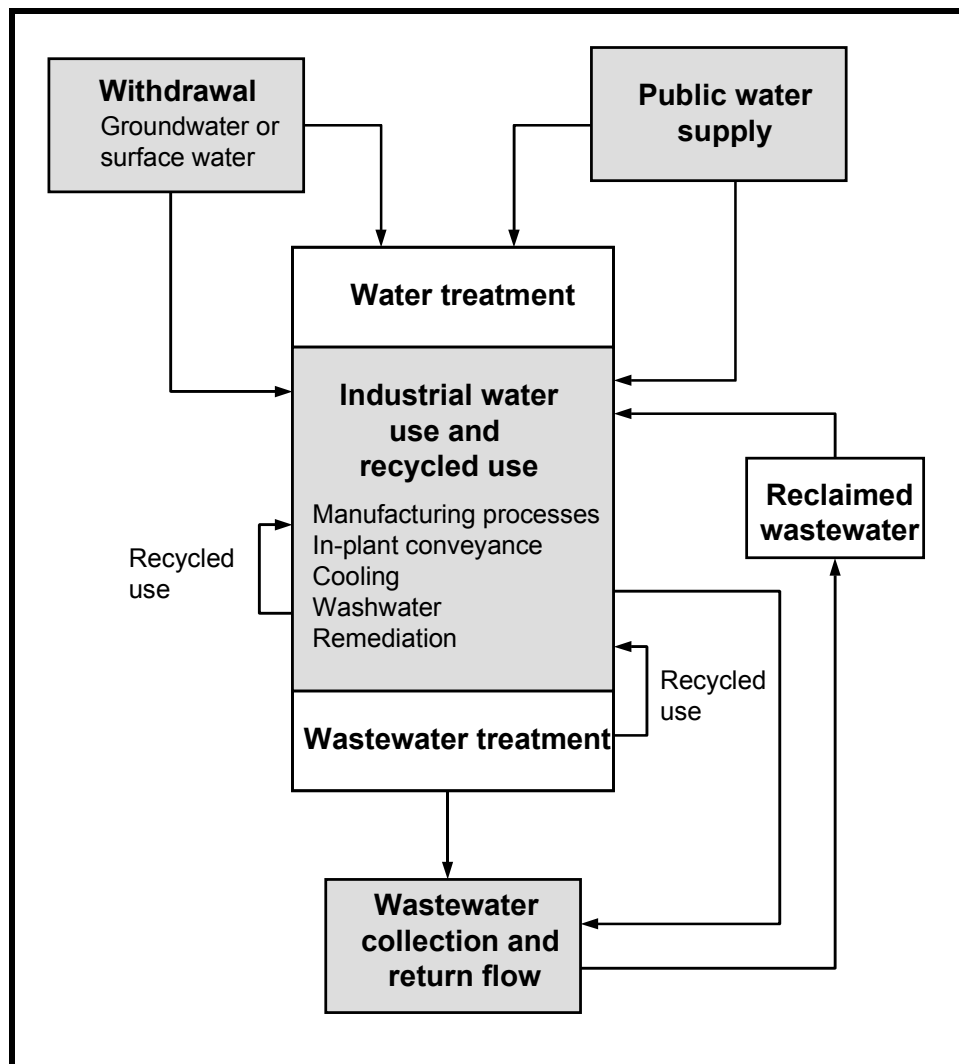 Withdrawal
Groundwater or
surface water
Public water
supply
Water treatment
Industrial water
use and
recycled use
Manufacturing processes
In-plant conveyance
Cooling
Washwater
Remediation
Recycled
use
Reclaimed
wastewater
Recycled
use
Wastewater treatment
Wastewater
collection and
return flow